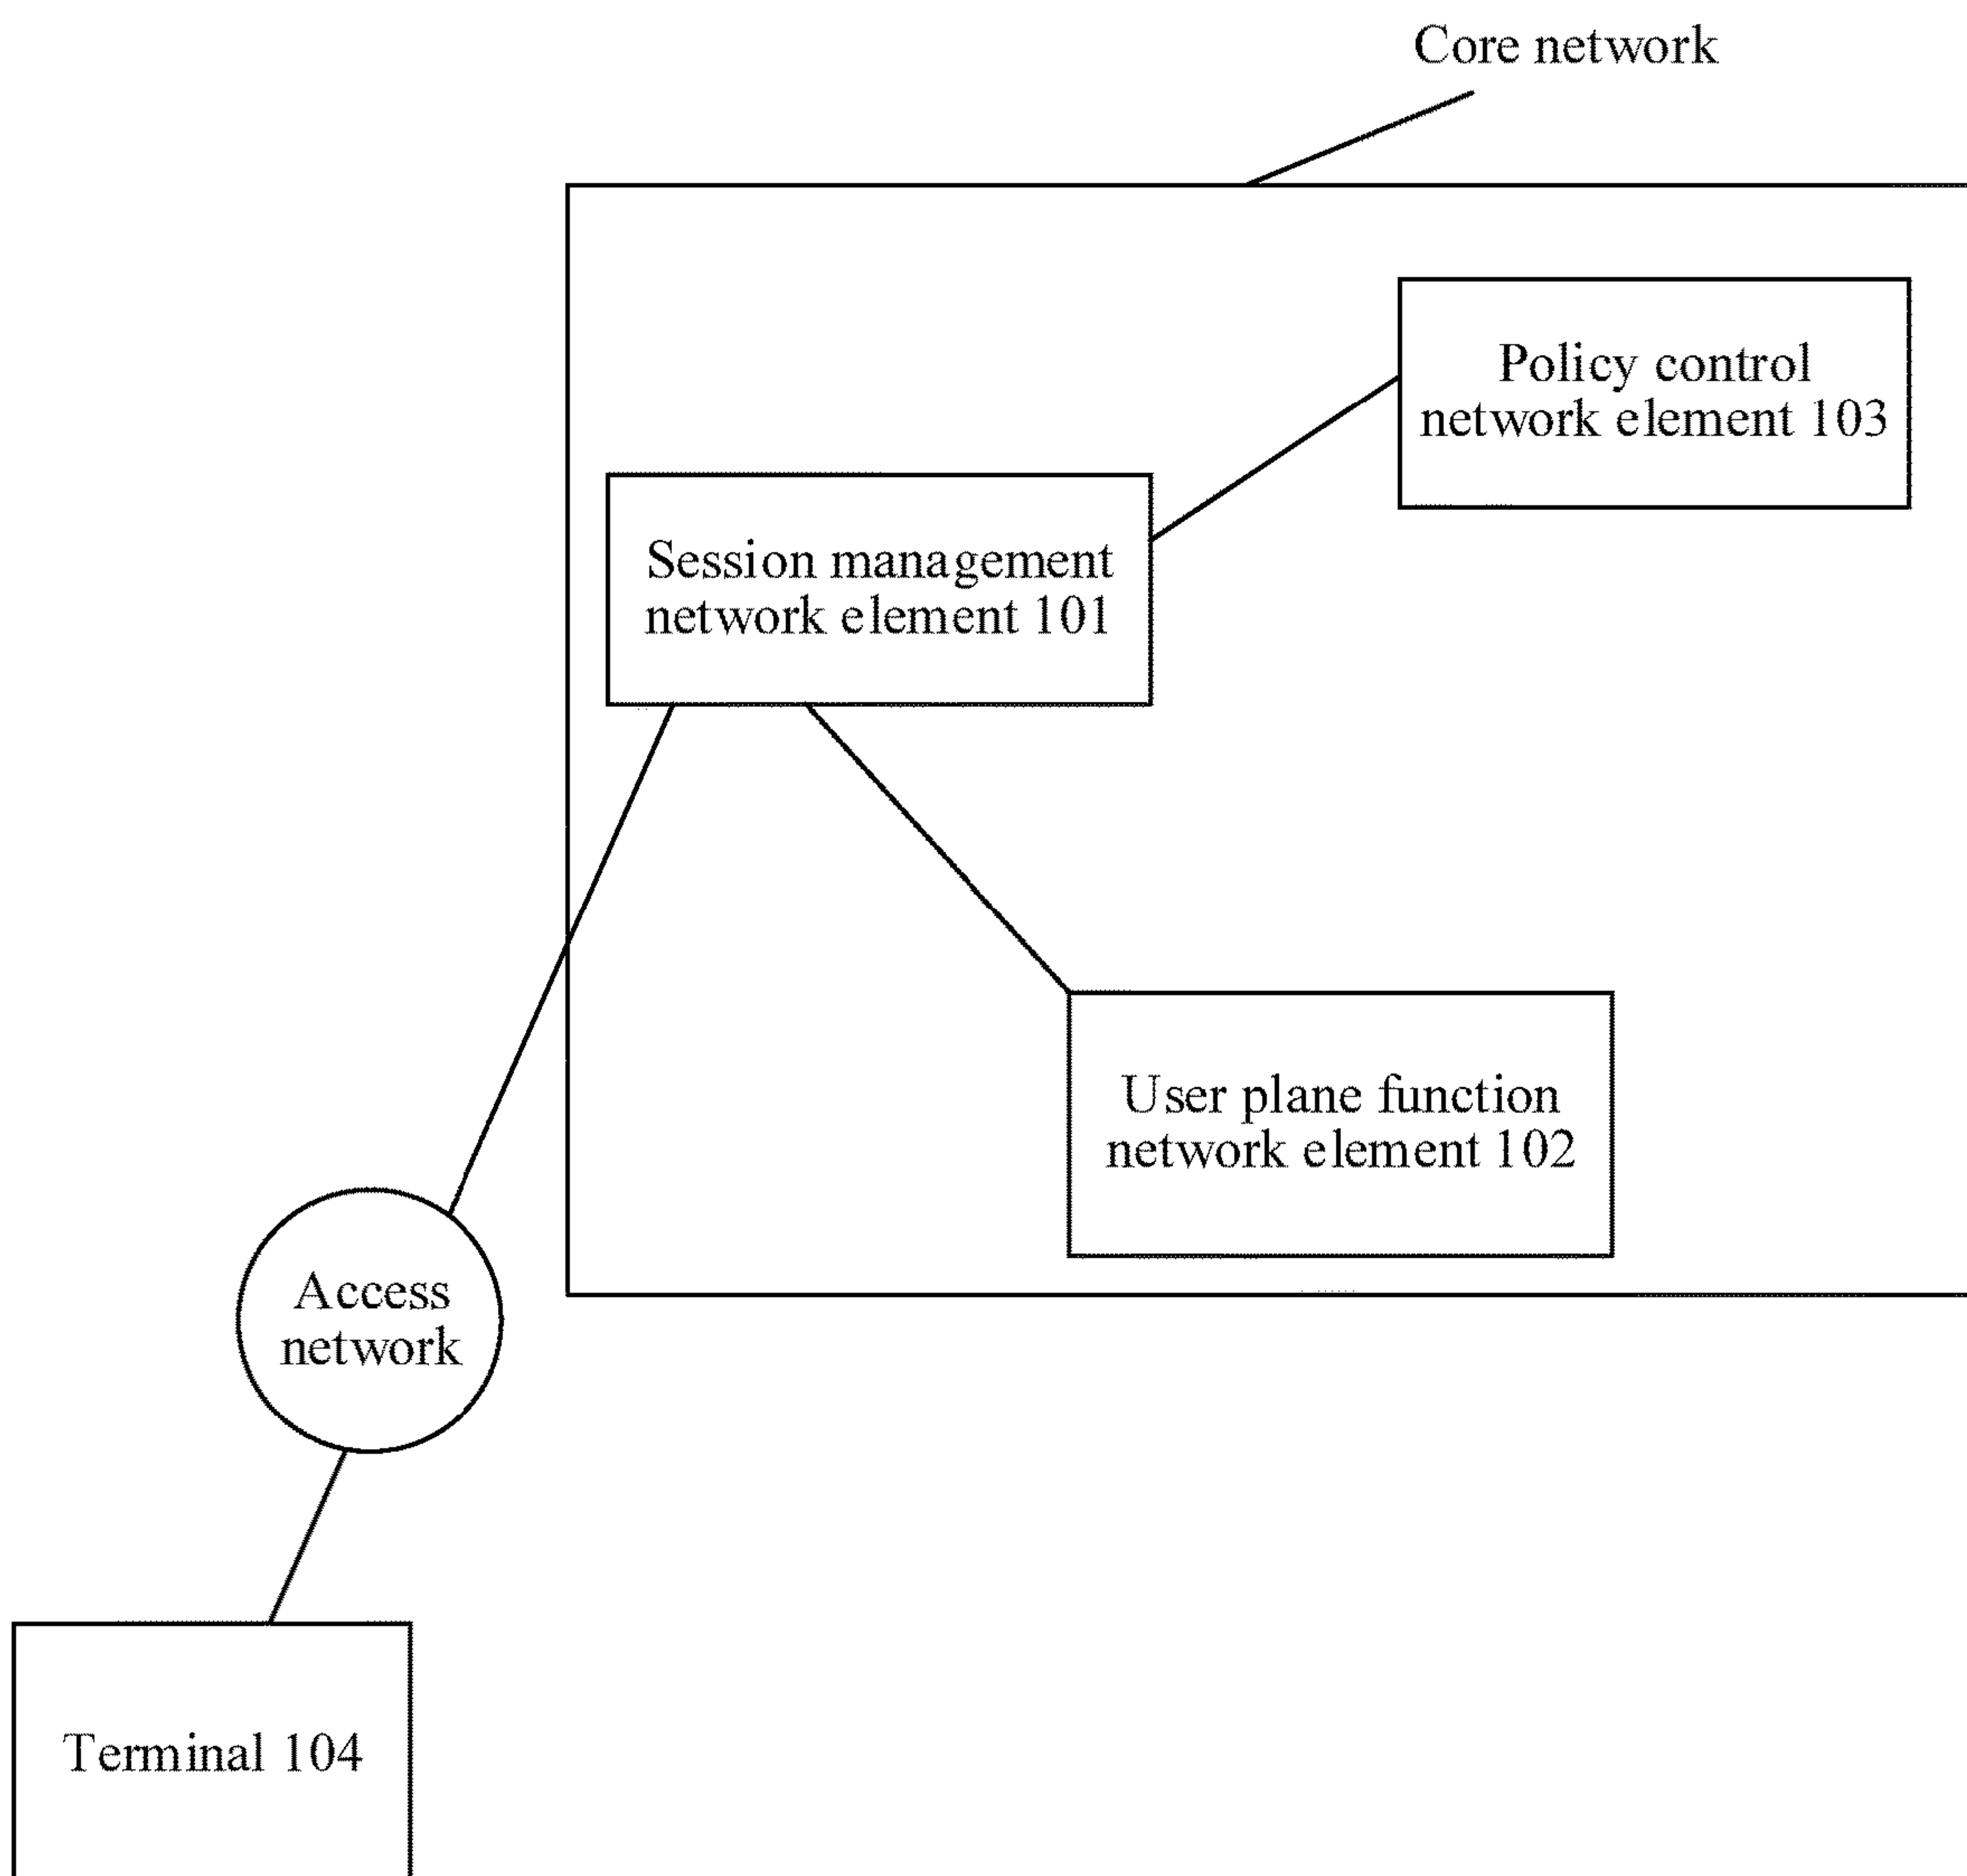 Core network
Policy control
network element 103
Session management
network element 101
User plane function
network element 102
Access
network
Terminal 104